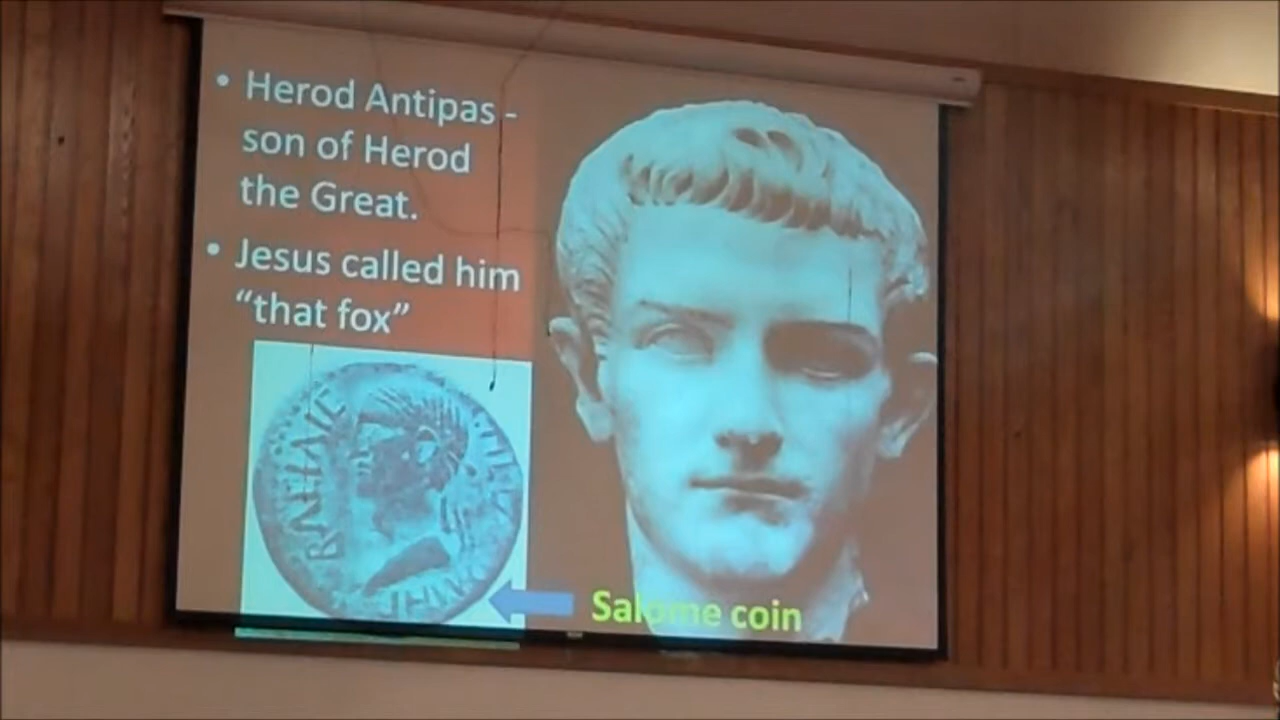 • Herod Antipas -
son of Herod
the Great.
• Jesus called him
“that fox”
Salome coin